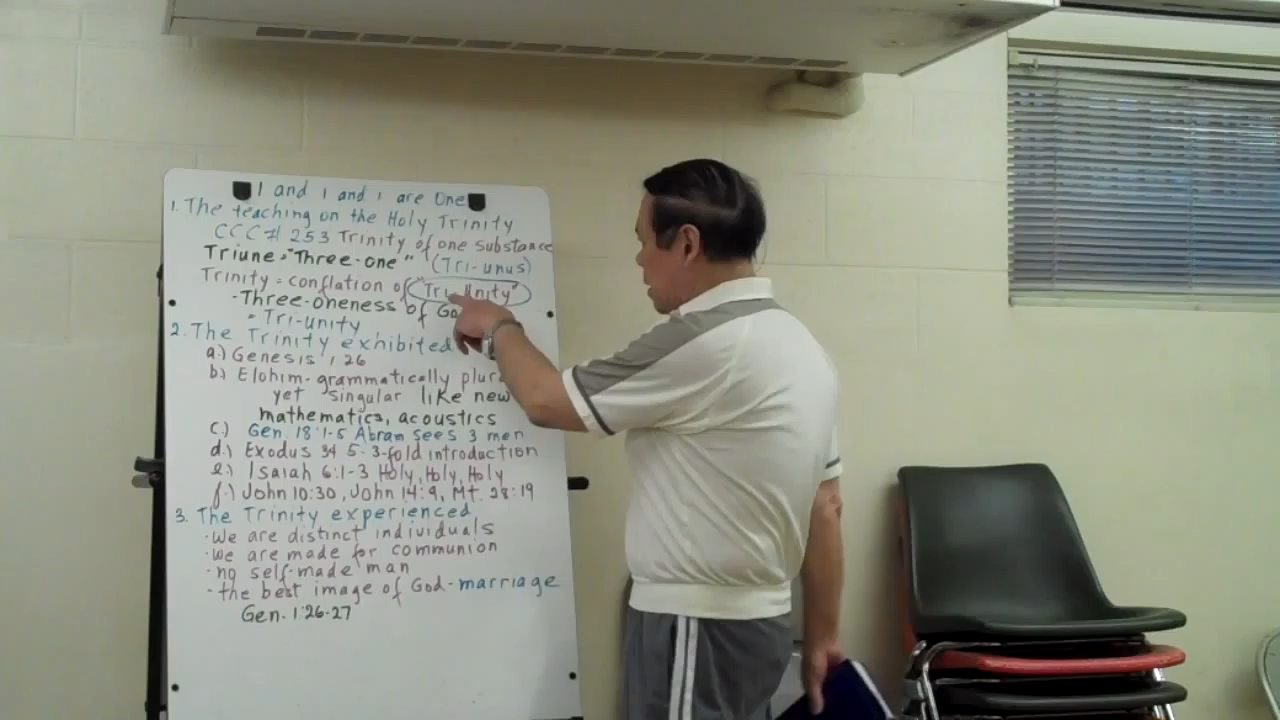 1 and 1 and 1 are One
1. The teaching on the Holy Trinity
CCC# 253 Trinity of one substance
Triune = "Three-one" (Tri-unus)
Trinity = conflation of "Tri-Unity"
- Three-oneness of
= Tri-unity
2. The Trinity exhibited
a.) Genesis 1,26
b.) Elohim - grammatically
yet singular like new
mathematics, acoustics
c.) Gen. 18:1-5 Abram sees 3 men
d.) Exodus 34 5 - 3-fold introduction
e.) Isaiah 6:1-3 Holy, Holy, Holy
f.) John 10:30, John 14:9, Mt. 28:19
3. The Trinity experienced
· We are distinct individuals
· we are made for communion
· no self-made man
· the best image of God - marriage
Gen. 1:26-27